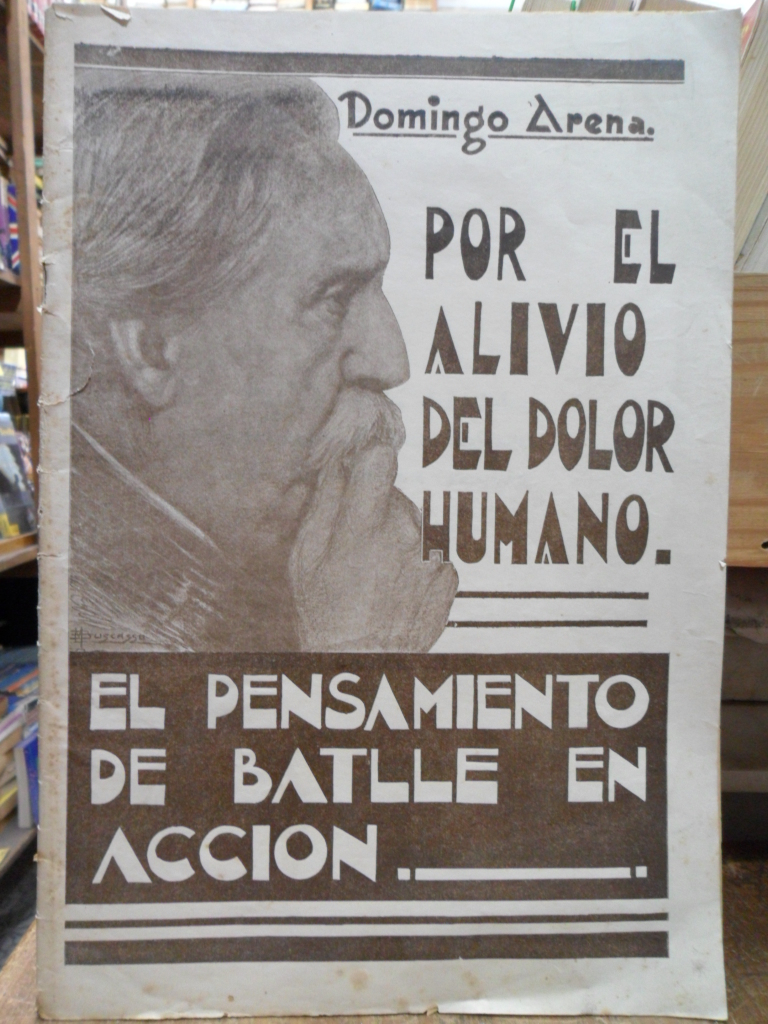 Domingo Arena.
POR EL
ALIVIO
DEL DOLOR
HUMANO.
EL PENSAMIENTO
DE BATLLE EN
ACCION